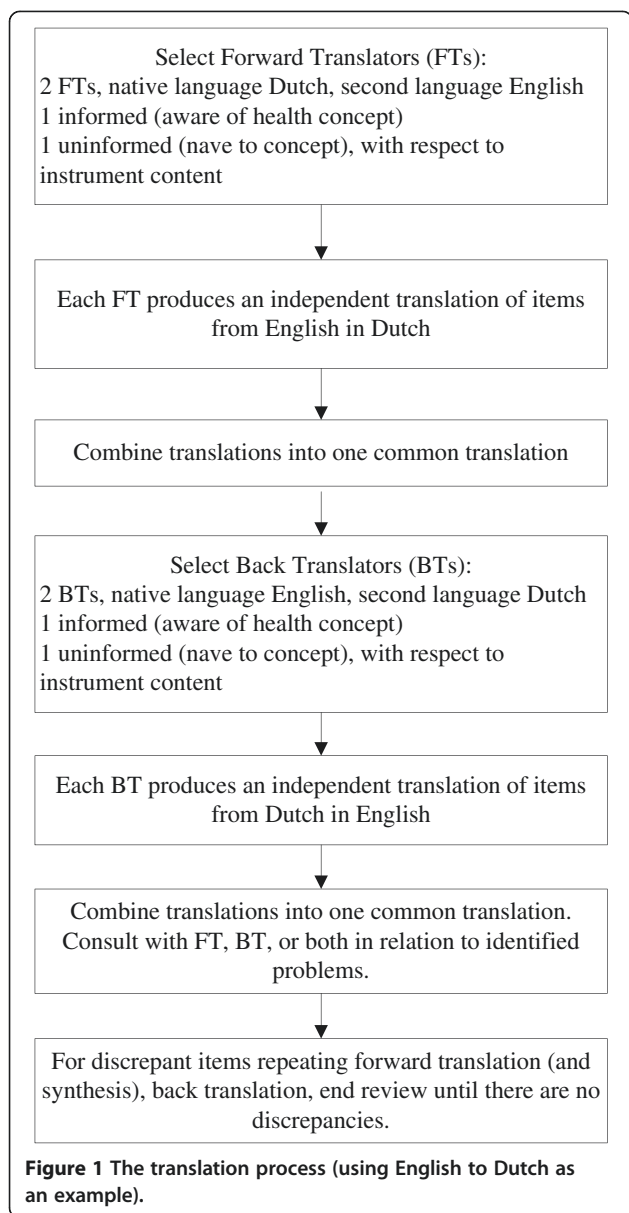 Select Forward Translators (FTs):
2 FTs, native language Dutch, second language English
1 informed (aware of health concept)
1 uninformed (nave to concept), with respect to
instrument content
Each FT produces an independent translation of items
from English in Dutch
Combine translations into one common translation
Select Back Translators (BTs):
2 BTs, native language English, second language Dutch
1 informed (aware of health concept)
1 uninformed (nave to concept), with respect to
instrument content
Each BT produces an independent translation of items
from Dutch in English
Combine translations into one common translation.
Consult with FT, BT, or both in relation to identified
problems.
For discrepant items repeating forward translation (and
synthesis), back translation, end review until there are no
discrepancies.
Figure 1 The translation process (using English to Dutch as
an example).